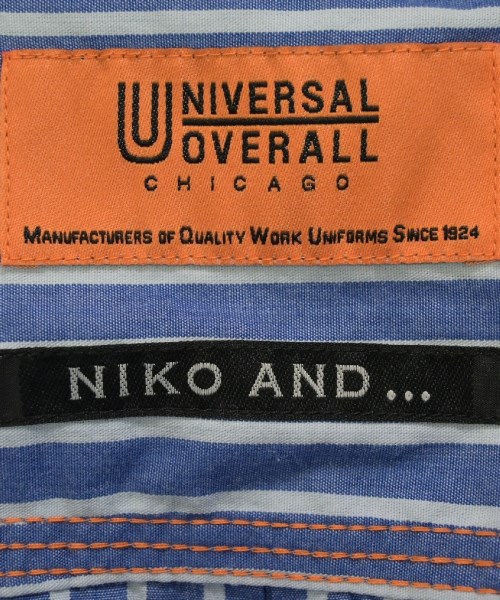 UNIVERSAL
OVERALL
CHICAGO
MANUFACTURERS OF QUALITY WORK UNIFORMS SINCE 1924
NIKO AND ...